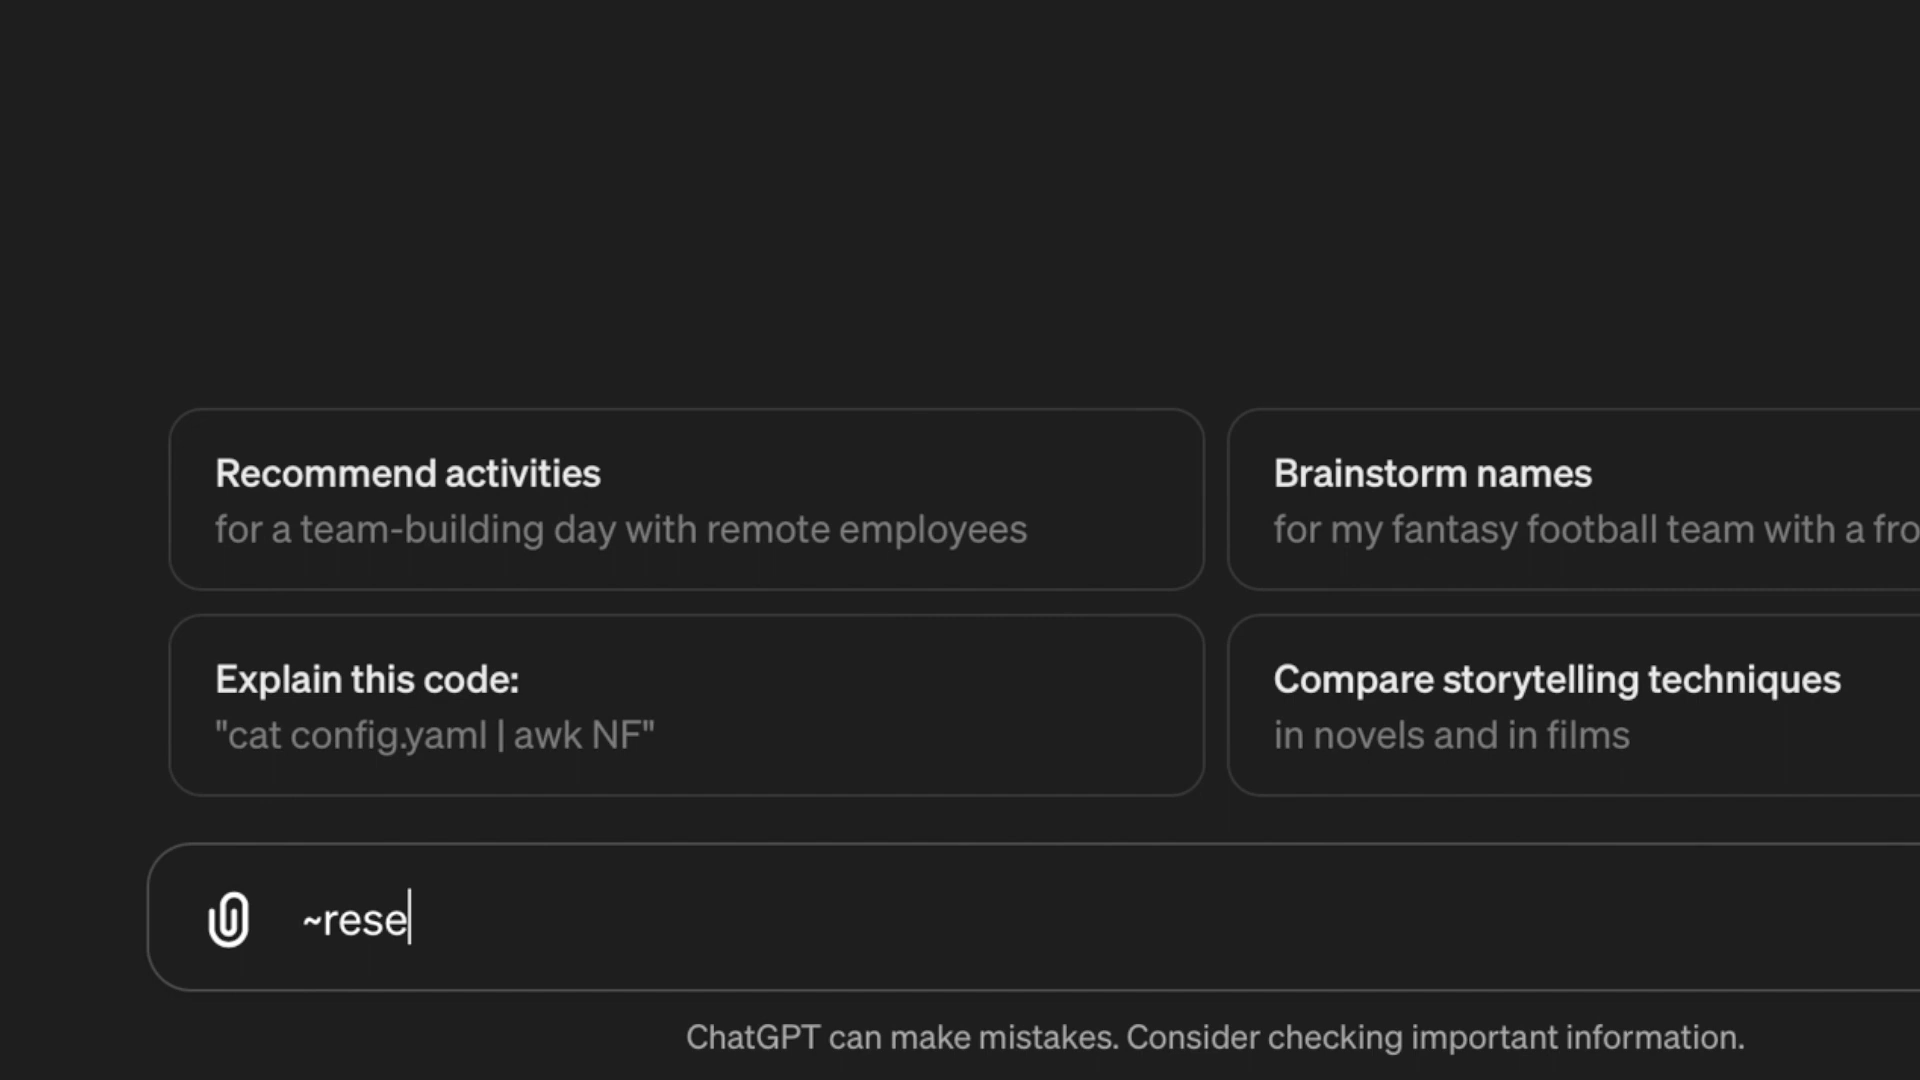 Recommend activities
for a team-building day with remote employees
Brainstorm names
for my fantasy football team with a fro
Explain this code:
"cat config.yaml | awk NF"
Compare storytelling techniques
in novels and in films
~rese
ChatGPT can make mistakes. Consider checking important information.